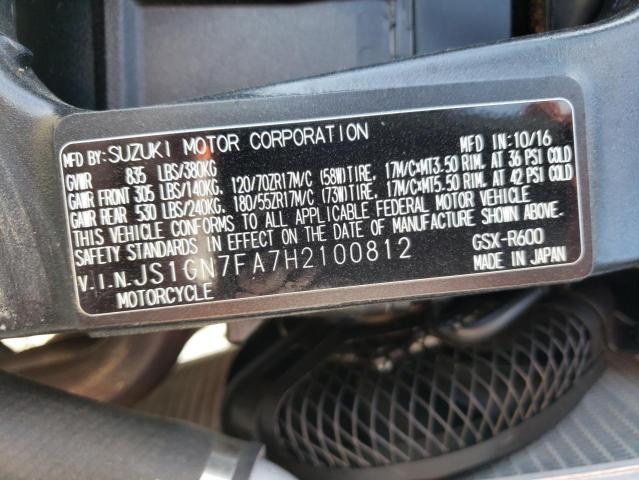 MFD BY: SUZUKI MOTOR CORPORATION MFD IN: 10/16
GVWR 835 LBS/380KG
GAWR FRONT 305 LBS/140KG, 120/70ZR17M/C (58W)TIRE, 17M/C×MT3.50 RIM. AT 36 PSI COLD
GAWR REAR 530 LBS/240KG, 180/55ZR17M/C (73W)TIRE, 17M/C×MT5.50 RIM. AT 42 PSI COLD
THIS VEHICLE CONFORMS TO ALL APPLICABLE FEDERAL MOTOR VEHICLE
SAFETY STANDARDS IN EFFECT ON THE DATE OF MANUFACTURE SHOWN ABOVE.
V.I.N. JS1GN7FA7H2100812 GSX-R600
MOTORCYCLE MADE IN JAPAN